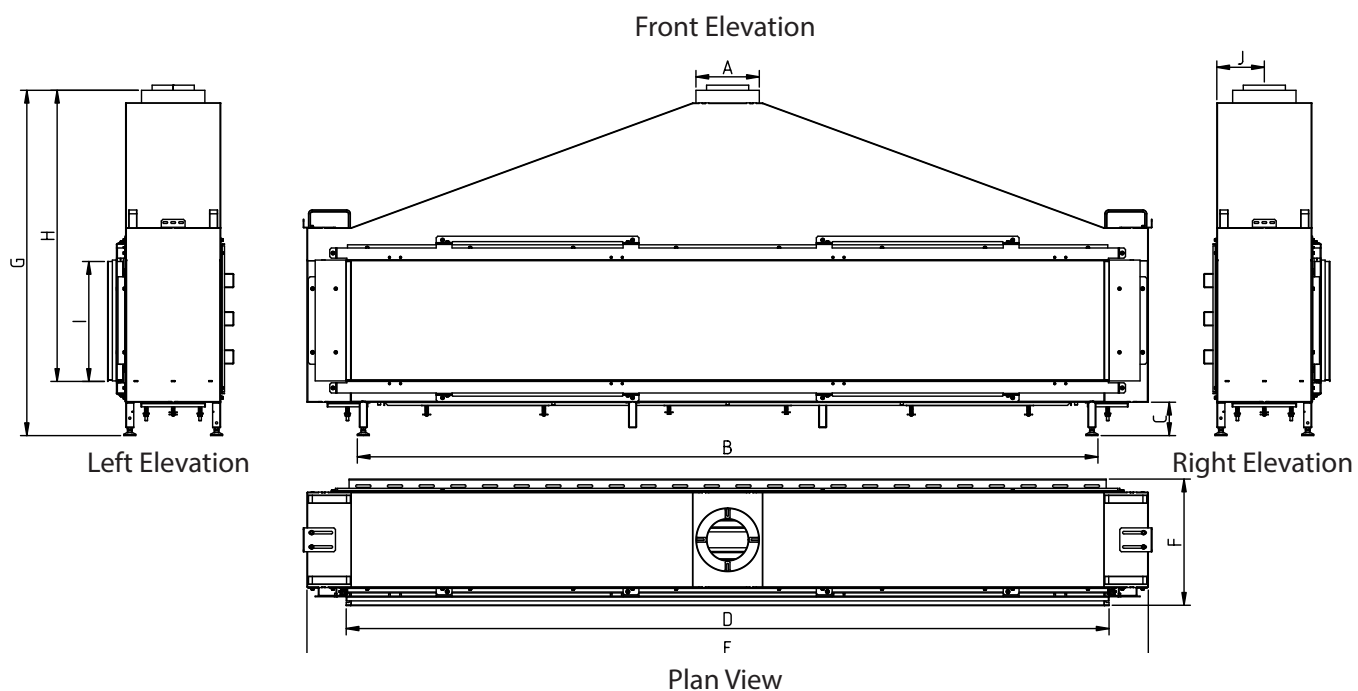 Front Elevation
A
J
G
H
I
C
B
Left Elevation
Right Elevation
F
D
E
Plan View